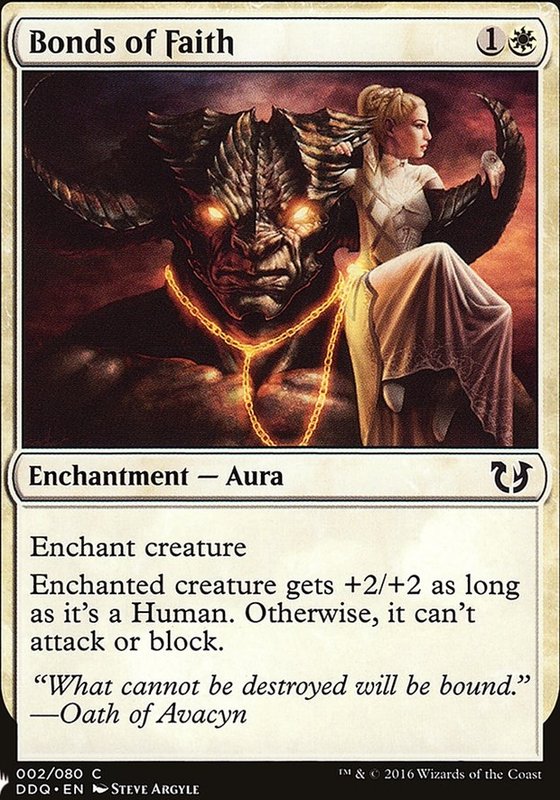 Bonds of Faith 1
Enchantment — Aura
Enchant creature
Enchanted creature gets +2/+2 as long
as it's a Human. Otherwise, it can't
attack or block.
“What cannot be destroyed will be bound.”
—Oath of Avacyn
002/080 C
DDQ • EN Steve Argyle
™ & © 2016 Wizards of the Coast